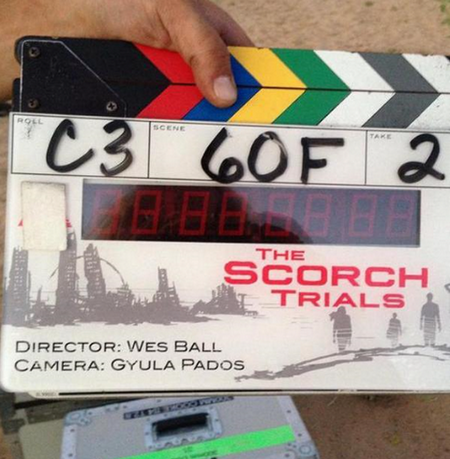 ROLL
SCENE
TAKE
C3
60F
2
THE
SCORCH
TRIALS
DIRECTOR: WES BALL
CAMERA: GYULA PADOS